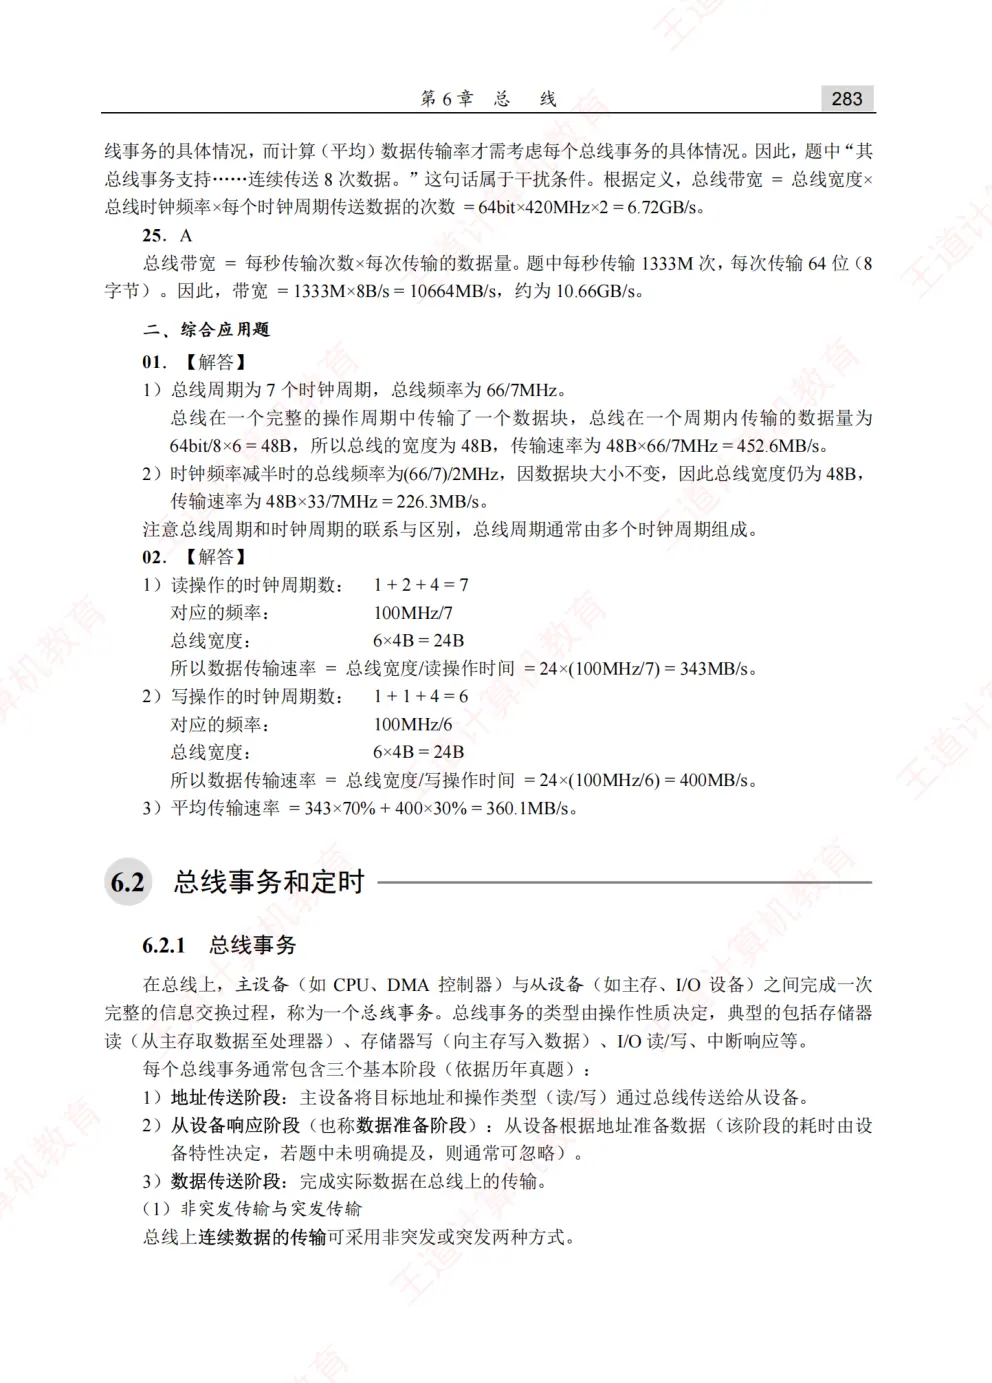 第6章 总 线 283
线事务的具体情况，而计算（平均）数据传输率才需考虑每个总线事务的具体情况。因此，题中“其
总线事务支持……连续传送 8 次数据。”这句话属于干扰条件。根据定义，总线带宽 = 总线宽度×
总线时钟频率×每个时钟周期传送数据的次数 = 64bit×420MHz×2 = 6.72GB/s。
25．A
总线带宽 = 每秒传输次数×每次传输的数据量。题中每秒传输 1333M 次，每次传输 64 位（8
字节）。因此，带宽 = 1333M×8B/s = 10664MB/s，约为 10.66GB/s。
二、综合应用题
01．【解答】
1）总线周期为 7 个时钟周期，总线频率为 66/7MHz。
总线在一个完整的操作周期中传输了一个数据块，总线在一个周期内传输的数据量为
64bit/8×6 = 48B，所以总线的宽度为 48B，传输速率为 48B×66/7MHz = 452.6MB/s。
2）时钟频率减半时的总线频率为(66/7)/2MHz，因数据块大小不变，因此总线宽度仍为 48B，
传输速率为 48B×33/7MHz = 226.3MB/s。
注意总线周期和时钟周期的联系与区别，总线周期通常由多个时钟周期组成。
02．【解答】
1）读操作的时钟周期数： 1 + 2 + 4 = 7
对应的频率： 100MHz/7
总线宽度： 6×4B = 24B
所以数据传输速率 = 总线宽度/读操作时间 = 24×(100MHz/7) = 343MB/s。
2）写操作的时钟周期数： 1 + 1 + 4 = 6
对应的频率： 100MHz/6
总线宽度： 6×4B = 24B
所以数据传输速率 = 总线宽度/写操作时间 = 24×(100MHz/6) = 400MB/s。
3）平均传输速率 = 343×70% + 400×30% = 360.1MB/s。
6.2 总线事务和定时
6.2.1 总线事务
在总线上，主设备（如 CPU、DMA 控制器）与从设备（如主存、I/O 设备）之间完成一次
完整的信息交换过程，称为一个总线事务。总线事务的类型由操作性质决定，典型的包括存储器
读（从主存取数据至处理器）、存储器写（向主存写入数据）、I/O 读/写、中断响应等。
每个总线事务通常包含三个基本阶段（依据历年真题）：
1）地址传送阶段：主设备将目标地址和操作类型（读/写）通过总线传送给从设备。
2）从设备响应阶段（也称数据准备阶段）：从设备根据地址准备数据（该阶段的耗时由设
备特性决定，若题中未明确提及，则通常可忽略）。
3）数据传送阶段：完成实际数据在总线上的传输。
（1）非突发传输与突发传输
总线上连续数据的传输可采用非突发或突发两种方式。
王道计算机教育